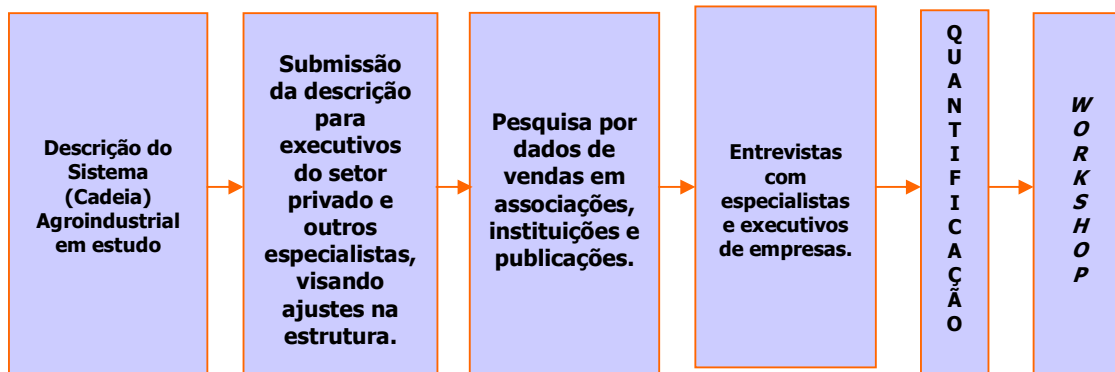 Descrição do
Sistema
(Cadeia)
Agroindustrial
em estudo
Submissão
da descrição
para
executivos
do setor
privado e
outros
especialistas,
visando
ajustes na
estrutura.
Pesquisa por
dados de
vendas em
associações,
instituições e
publicações.
Entrevistas
com
especialistas
e executivos
de empresas.
Q
U
A
N
T
I
F
I
C
A
Ç
Ã
O
W
O
R
K
S
H
O
P